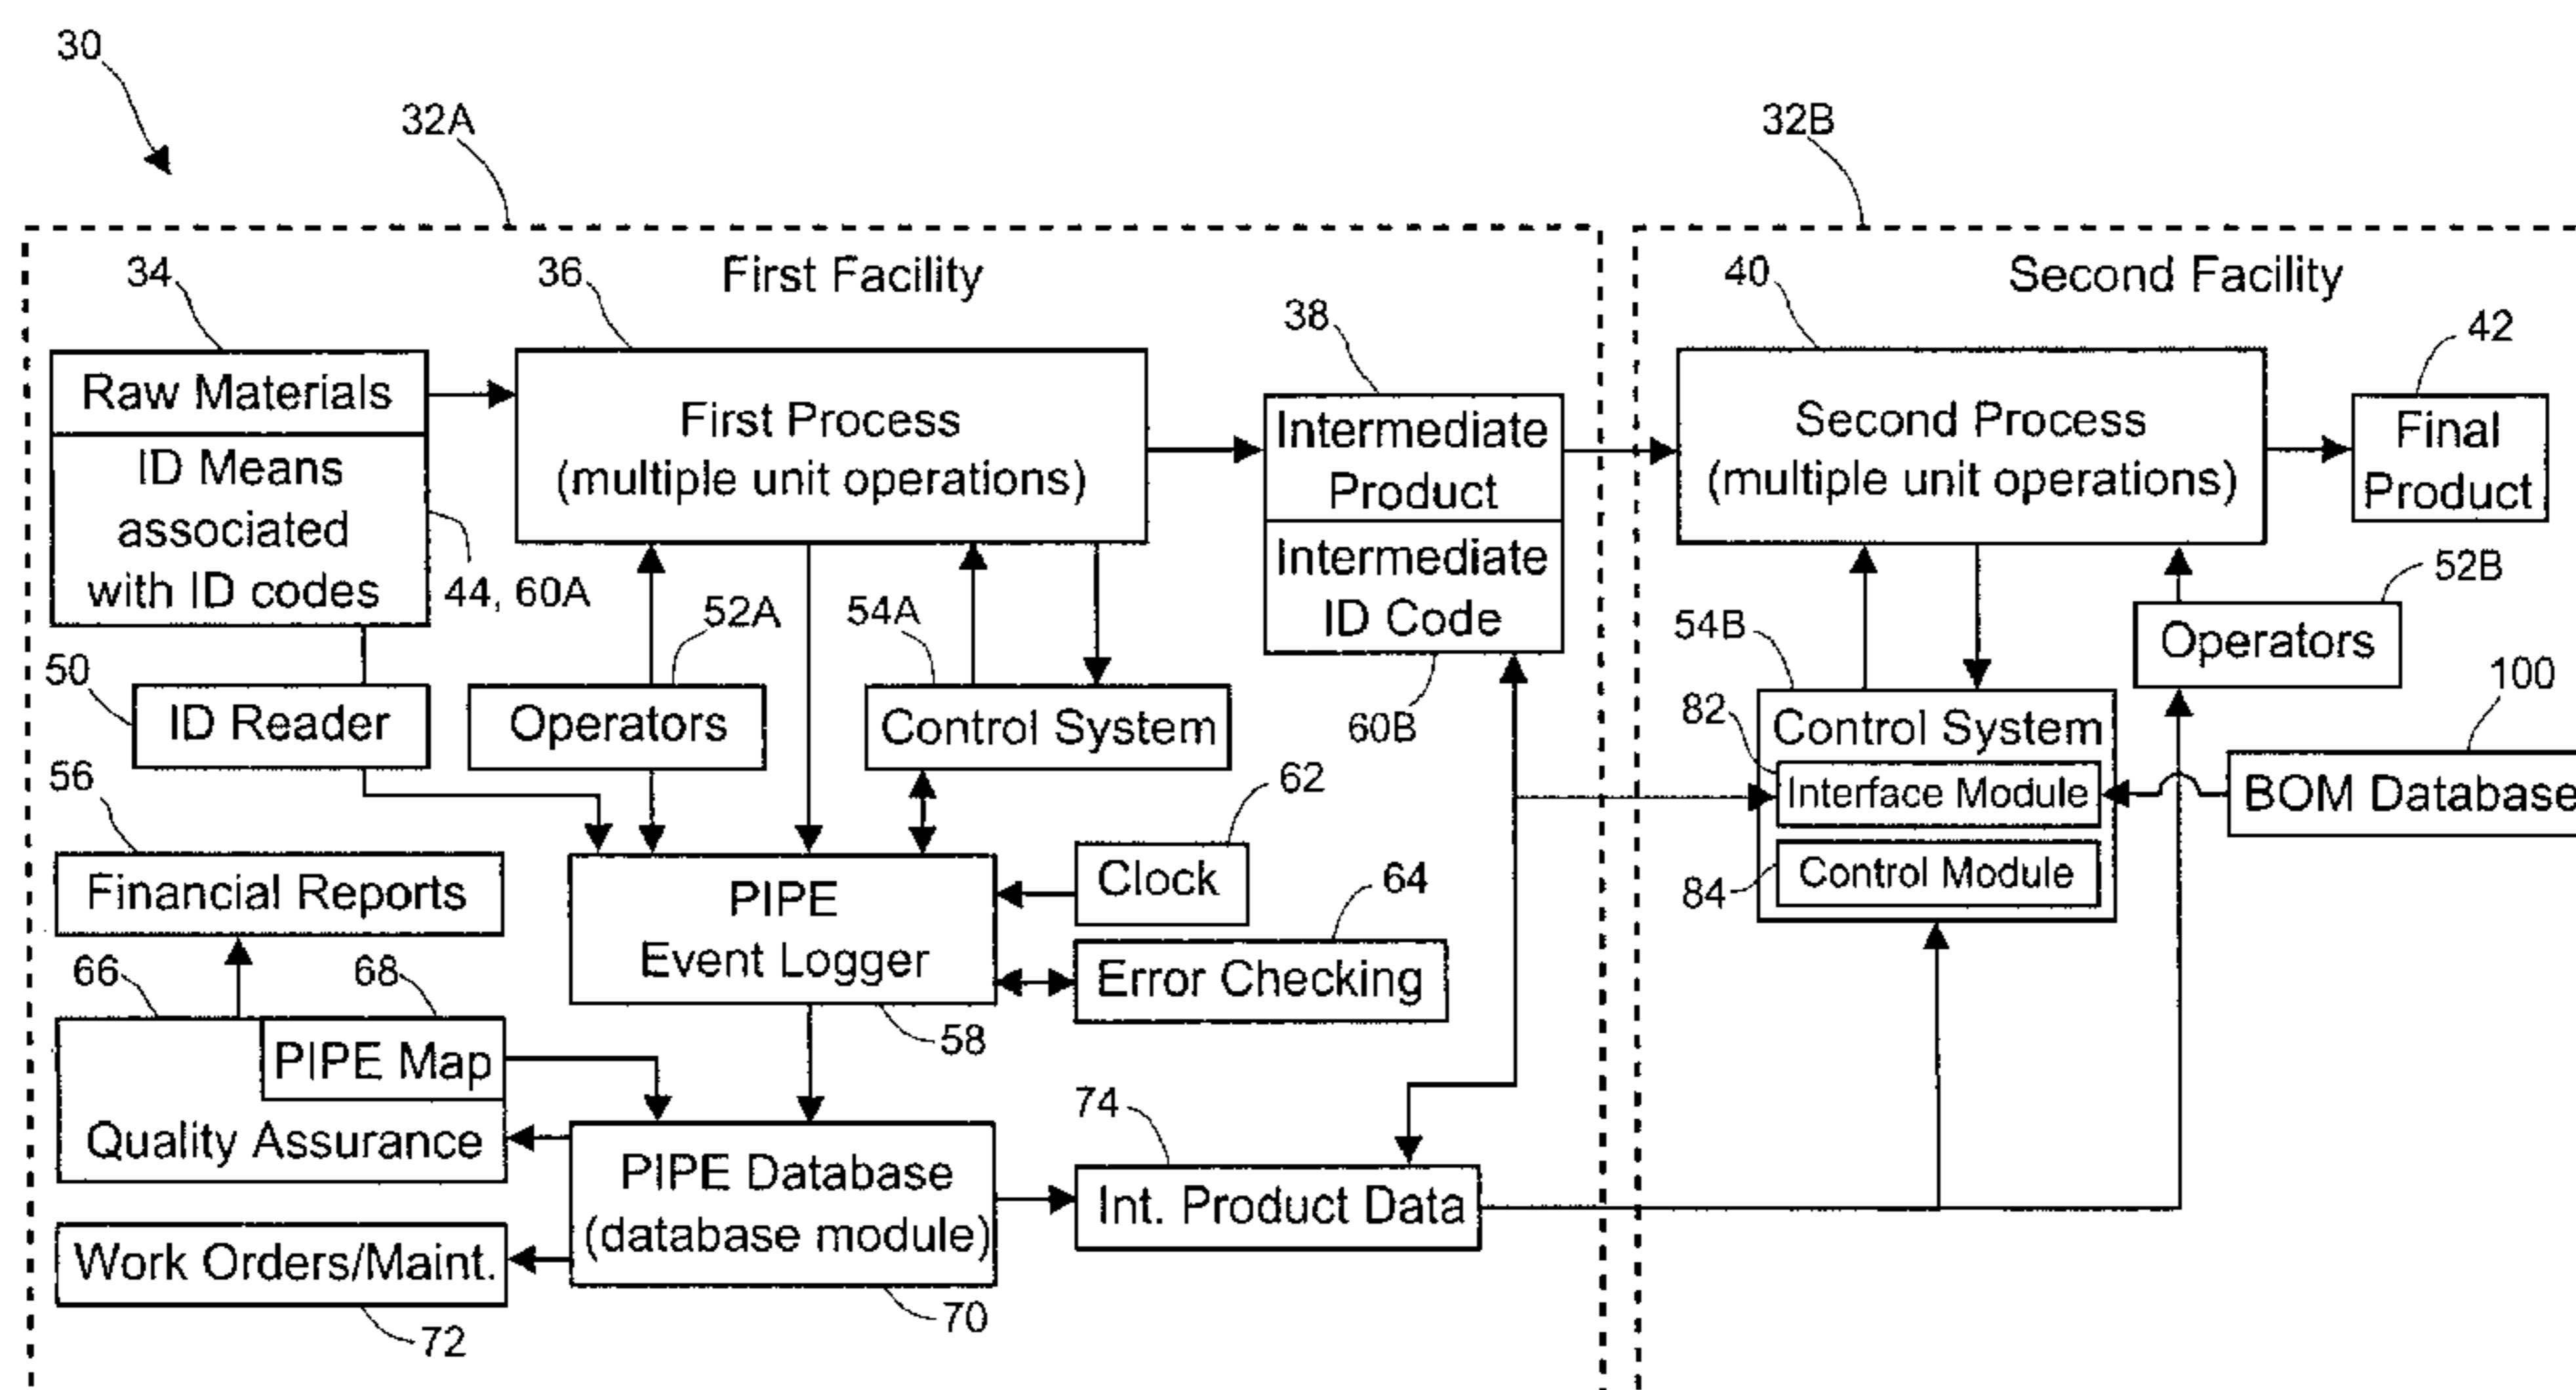 30
32A
32B
First Facility
Second Facility
34
Raw Materials
ID Means
associated
with ID codes
44, 60A
36
First Process
(multiple unit operations)
38
Intermediate
Product
Intermediate
ID Code
60B
40
Second Process
(multiple unit operations)
42
Final
Product
50
ID Reader
52A
Operators
54A
Control System
52B
Operators
54B
Control System
82
Interface Module
84
Control Module
100
BOM Database
56
Financial Reports
62
Clock
64
Error Checking
PIPE
Event Logger
58
66
68
PIPE Map
Quality Assurance
PIPE Database
(database module)
70
74
Int. Product Data
Work Orders/Maint.
72